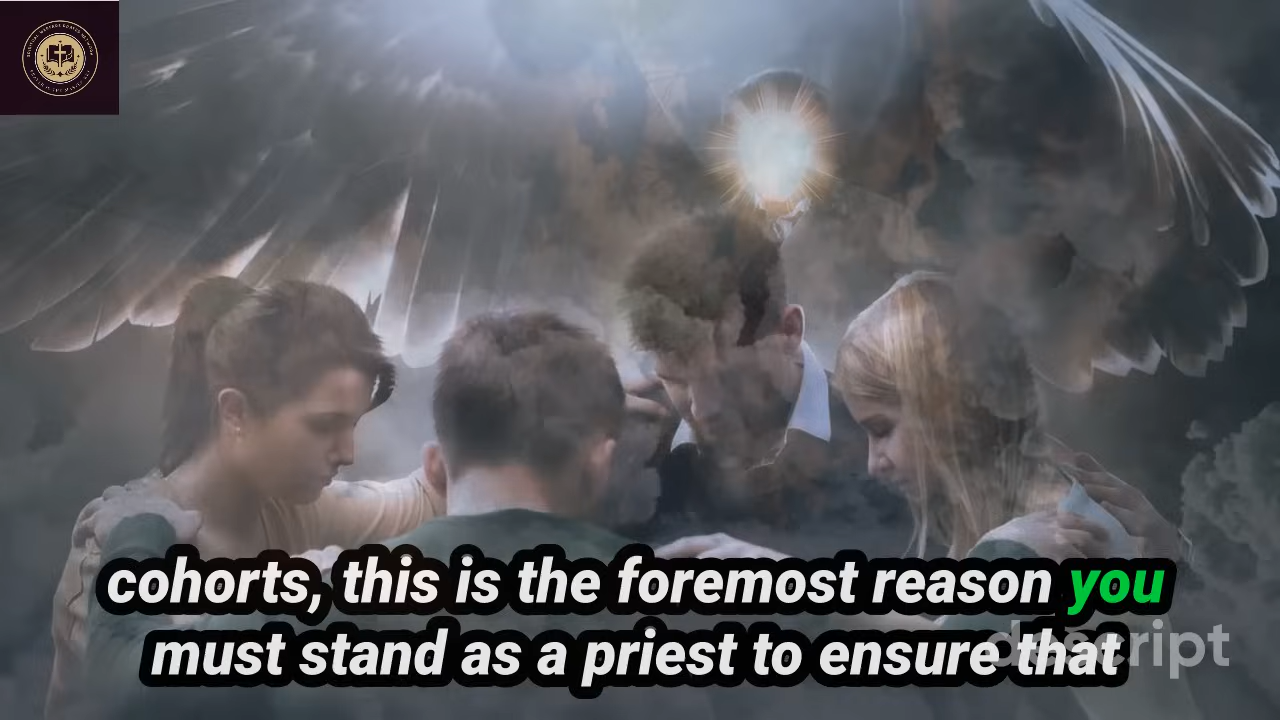 cohorts, this is the foremost reason you
must stand as a priest to ensure that
descript